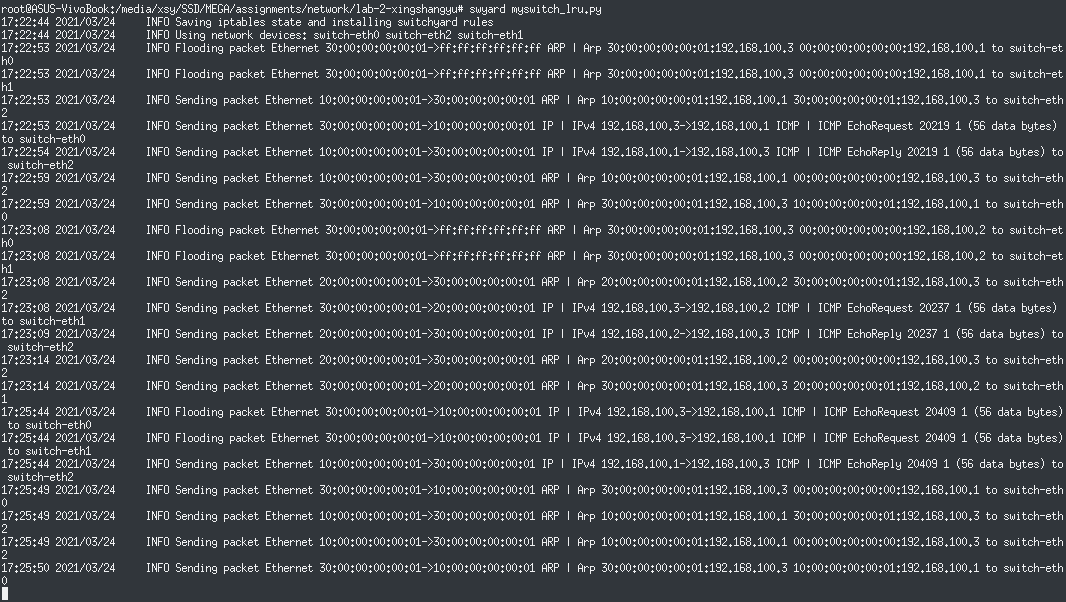 root@ASUS-VivoBook:/media/xsy/SSD/MEGA/assignments/network/lab-2-xingshangyu# swyard myswitch_lru.py
17:22:44 2021/03/24     INFO Saving iptables state and installing switchyard rules
17:22:44 2021/03/24     INFO Using network devices: switch-eth0 switch-eth2 switch-eth1
17:22:53 2021/03/24     INFO Flooding packet Ethernet 30:00:00:00:00:01->ff:ff:ff:ff:ff:ff ARP | Arp 30:00:00:00:00:01:192.168.100.3 00:00:00:00:00:00:192.168.100.1 to switch-et
h0
17:22:53 2021/03/24     INFO Flooding packet Ethernet 30:00:00:00:00:01->ff:ff:ff:ff:ff:ff ARP | Arp 30:00:00:00:00:01:192.168.100.3 00:00:00:00:00:00:192.168.100.1 to switch-et
h1
17:22:53 2021/03/24     INFO Sending packet Ethernet 10:00:00:00:00:01->30:00:00:00:00:01 ARP | Arp 10:00:00:00:00:01:192.168.100.1 30:00:00:00:00:01:192.168.100.3 to switch-eth
2
17:22:53 2021/03/24     INFO Sending packet Ethernet 30:00:00:00:00:01->10:00:00:00:00:01 IP | IPv4 192.168.100.3->192.168.100.1 ICMP | ICMP EchoRequest 20219 1 (56 data bytes)
to switch-eth0
17:22:54 2021/03/24     INFO Sending packet Ethernet 10:00:00:00:00:01->30:00:00:00:00:01 IP | IPv4 192.168.100.1->192.168.100.3 ICMP | ICMP EchoReply 20219 1 (56 data bytes) to
 switch-eth2
17:22:59 2021/03/24     INFO Sending packet Ethernet 10:00:00:00:00:01->30:00:00:00:00:01 ARP | Arp 10:00:00:00:00:01:192.168.100.1 00:00:00:00:00:00:192.168.100.3 to switch-eth
2
17:22:59 2021/03/24     INFO Sending packet Ethernet 30:00:00:00:00:01->10:00:00:00:00:01 ARP | Arp 30:00:00:00:00:01:192.168.100.3 10:00:00:00:00:01:192.168.100.1 to switch-eth
0
17:23:08 2021/03/24     INFO Flooding packet Ethernet 30:00:00:00:00:01->ff:ff:ff:ff:ff:ff ARP | Arp 30:00:00:00:00:01:192.168.100.3 00:00:00:00:00:00:192.168.100.2 to switch-et
h0
17:23:08 2021/03/24     INFO Flooding packet Ethernet 30:00:00:00:00:01->ff:ff:ff:ff:ff:ff ARP | Arp 30:00:00:00:00:01:192.168.100.3 00:00:00:00:00:00:192.168.100.2 to switch-et
h1
17:23:08 2021/03/24     INFO Sending packet Ethernet 20:00:00:00:00:01->30:00:00:00:00:01 ARP | Arp 20:00:00:00:00:01:192.168.100.2 30:00:00:00:00:01:192.168.100.3 to switch-eth
2
17:23:08 2021/03/24     INFO Sending packet Ethernet 30:00:00:00:00:01->20:00:00:00:00:01 IP | IPv4 192.168.100.3->192.168.100.2 ICMP | ICMP EchoRequest 20237 1 (56 data bytes)
to switch-eth1
17:23:09 2021/03/24     INFO Sending packet Ethernet 20:00:00:00:00:01->30:00:00:00:00:01 IP | IPv4 192.168.100.2->192.168.100.3 ICMP | ICMP EchoReply 20237 1 (56 data bytes) to
 switch-eth2
17:23:14 2021/03/24     INFO Sending packet Ethernet 20:00:00:00:00:01->30:00:00:00:00:01 ARP | Arp 20:00:00:00:00:01:192.168.100.2 00:00:00:00:00:00:192.168.100.3 to switch-eth
2
17:23:14 2021/03/24     INFO Sending packet Ethernet 30:00:00:00:00:01->20:00:00:00:00:01 ARP | Arp 30:00:00:00:00:01:192.168.100.3 20:00:00:00:00:01:192.168.100.2 to switch-eth
1
17:25:44 2021/03/24     INFO Flooding packet Ethernet 30:00:00:00:00:01->10:00:00:00:00:01 IP | IPv4 192.168.100.3->192.168.100.1 ICMP | ICMP EchoRequest 20409 1 (56 data bytes)
 to switch-eth0
17:25:44 2021/03/24     INFO Flooding packet Ethernet 30:00:00:00:00:01->10:00:00:00:00:01 IP | IPv4 192.168.100.3->192.168.100.1 ICMP | ICMP EchoRequest 20409 1 (56 data bytes)
 to switch-eth1
17:25:44 2021/03/24     INFO Sending packet Ethernet 10:00:00:00:00:01->30:00:00:00:00:01 IP | IPv4 192.168.100.1->192.168.100.3 ICMP | ICMP EchoReply 20409 1 (56 data bytes) to
 switch-eth2
17:25:49 2021/03/24     INFO Sending packet Ethernet 30:00:00:00:00:01->10:00:00:00:00:01 ARP | Arp 30:00:00:00:00:01:192.168.100.3 00:00:00:00:00:00:192.168.100.1 to switch-eth
0
17:25:49 2021/03/24     INFO Sending packet Ethernet 10:00:00:00:00:01->30:00:00:00:00:01 ARP | Arp 10:00:00:00:00:01:192.168.100.1 30:00:00:00:00:01:192.168.100.3 to switch-eth
2
17:25:49 2021/03/24     INFO Sending packet Ethernet 10:00:00:00:00:01->30:00:00:00:00:01 ARP | Arp 10:00:00:00:00:01:192.168.100.1 00:00:00:00:00:00:192.168.100.3 to switch-eth
2
17:25:50 2021/03/24     INFO Sending packet Ethernet 30:00:00:00:00:01->10:00:00:00:00:01 ARP | Arp 30:00:00:00:00:01:192.168.100.3 10:00:00:00:00:01:192.168.100.1 to switch-eth
0